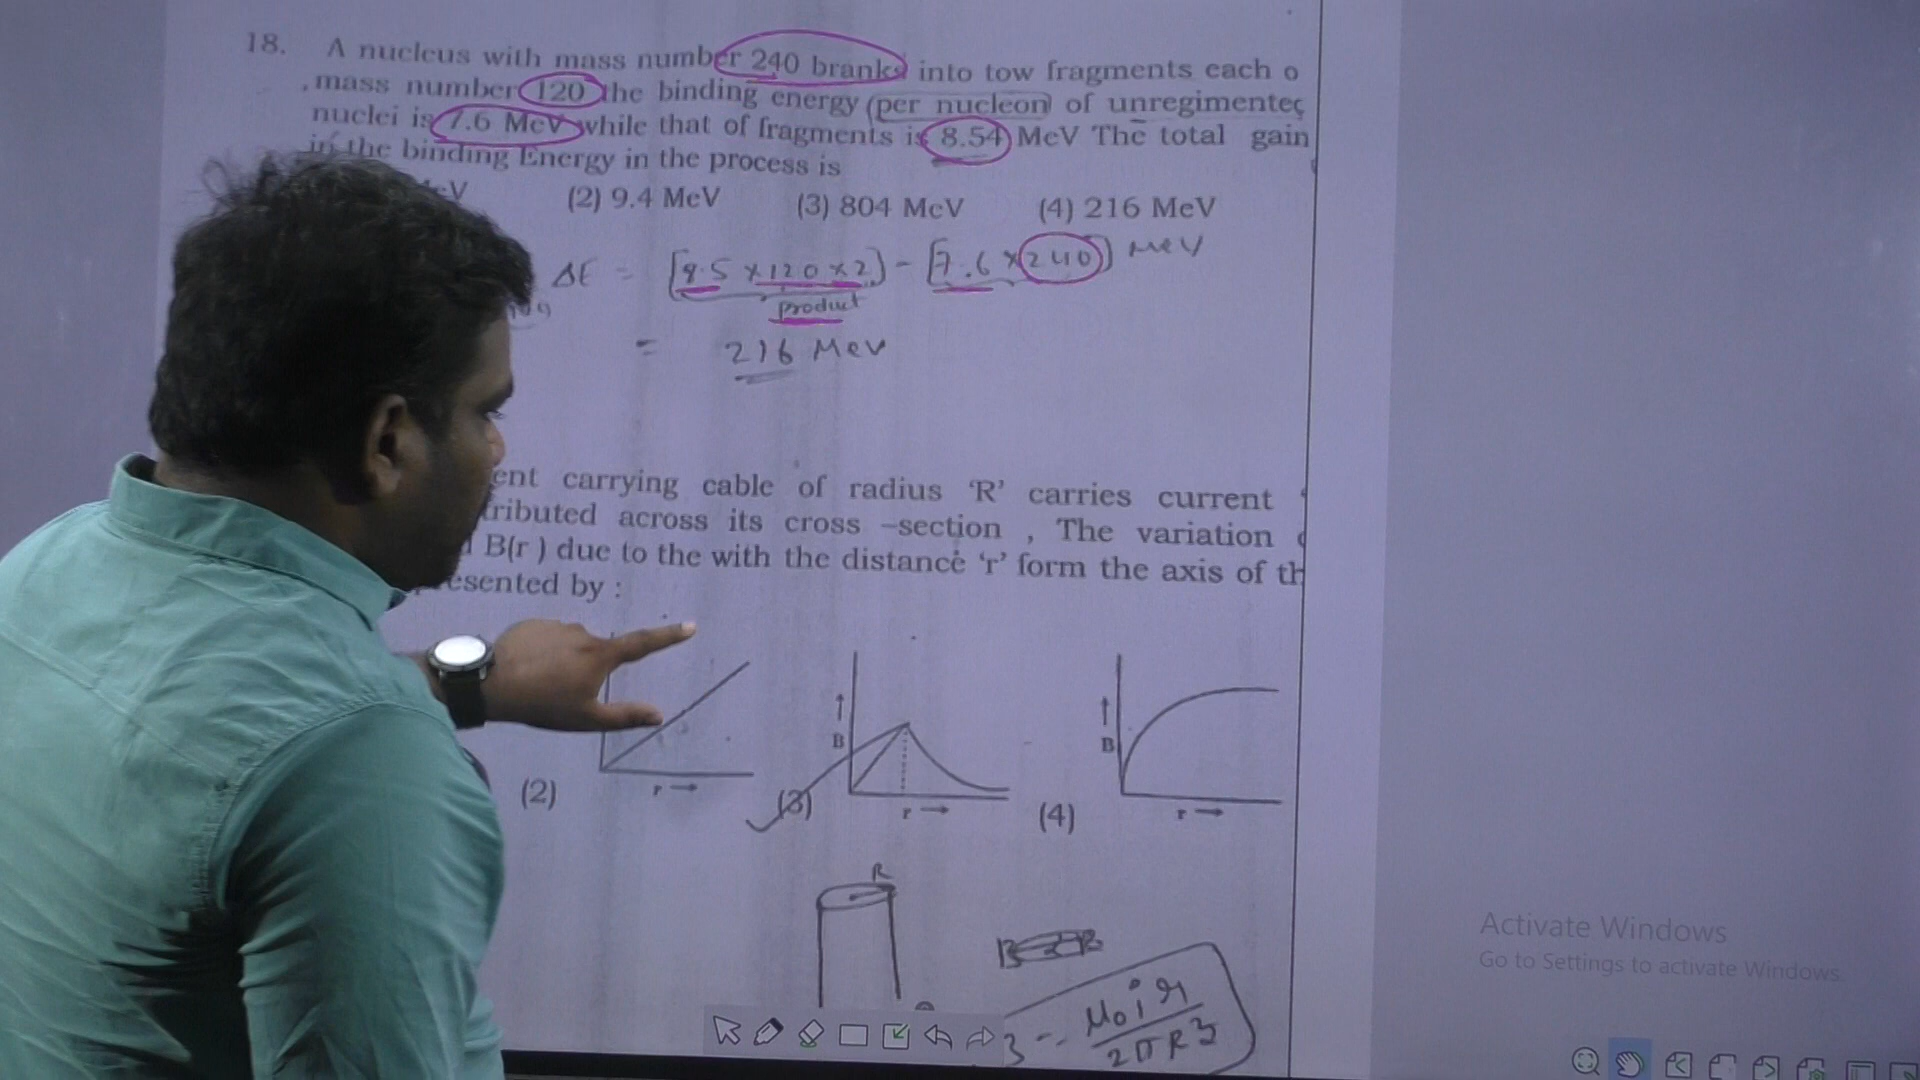 18. A nucleus with mass number 240 branks into tow fragments each o
mass number 120 the binding energy (per nucleon) of unregimented
nuclei is 7.6 MeV while that of fragments is 8.54 MeV The total gain
in the binding Energy in the process is
MeV (2) 9.4 MeV (3) 804 MeV (4) 216 MeV
ΔE = [8.5 × 120 × 2] - [7.6 × 240] MeV
product
= 216 MeV
ent carrying cable of radius 'R' carries current
tributed across its cross –section , The variation
B(r ) due to the with the distance 'r' form the axis of th
esented by :
B
B
r →
r →
r →
(2) (3) (4)
R
μ₀ i r
2πR
Activate Windows
Go to Settings to activate Windows.